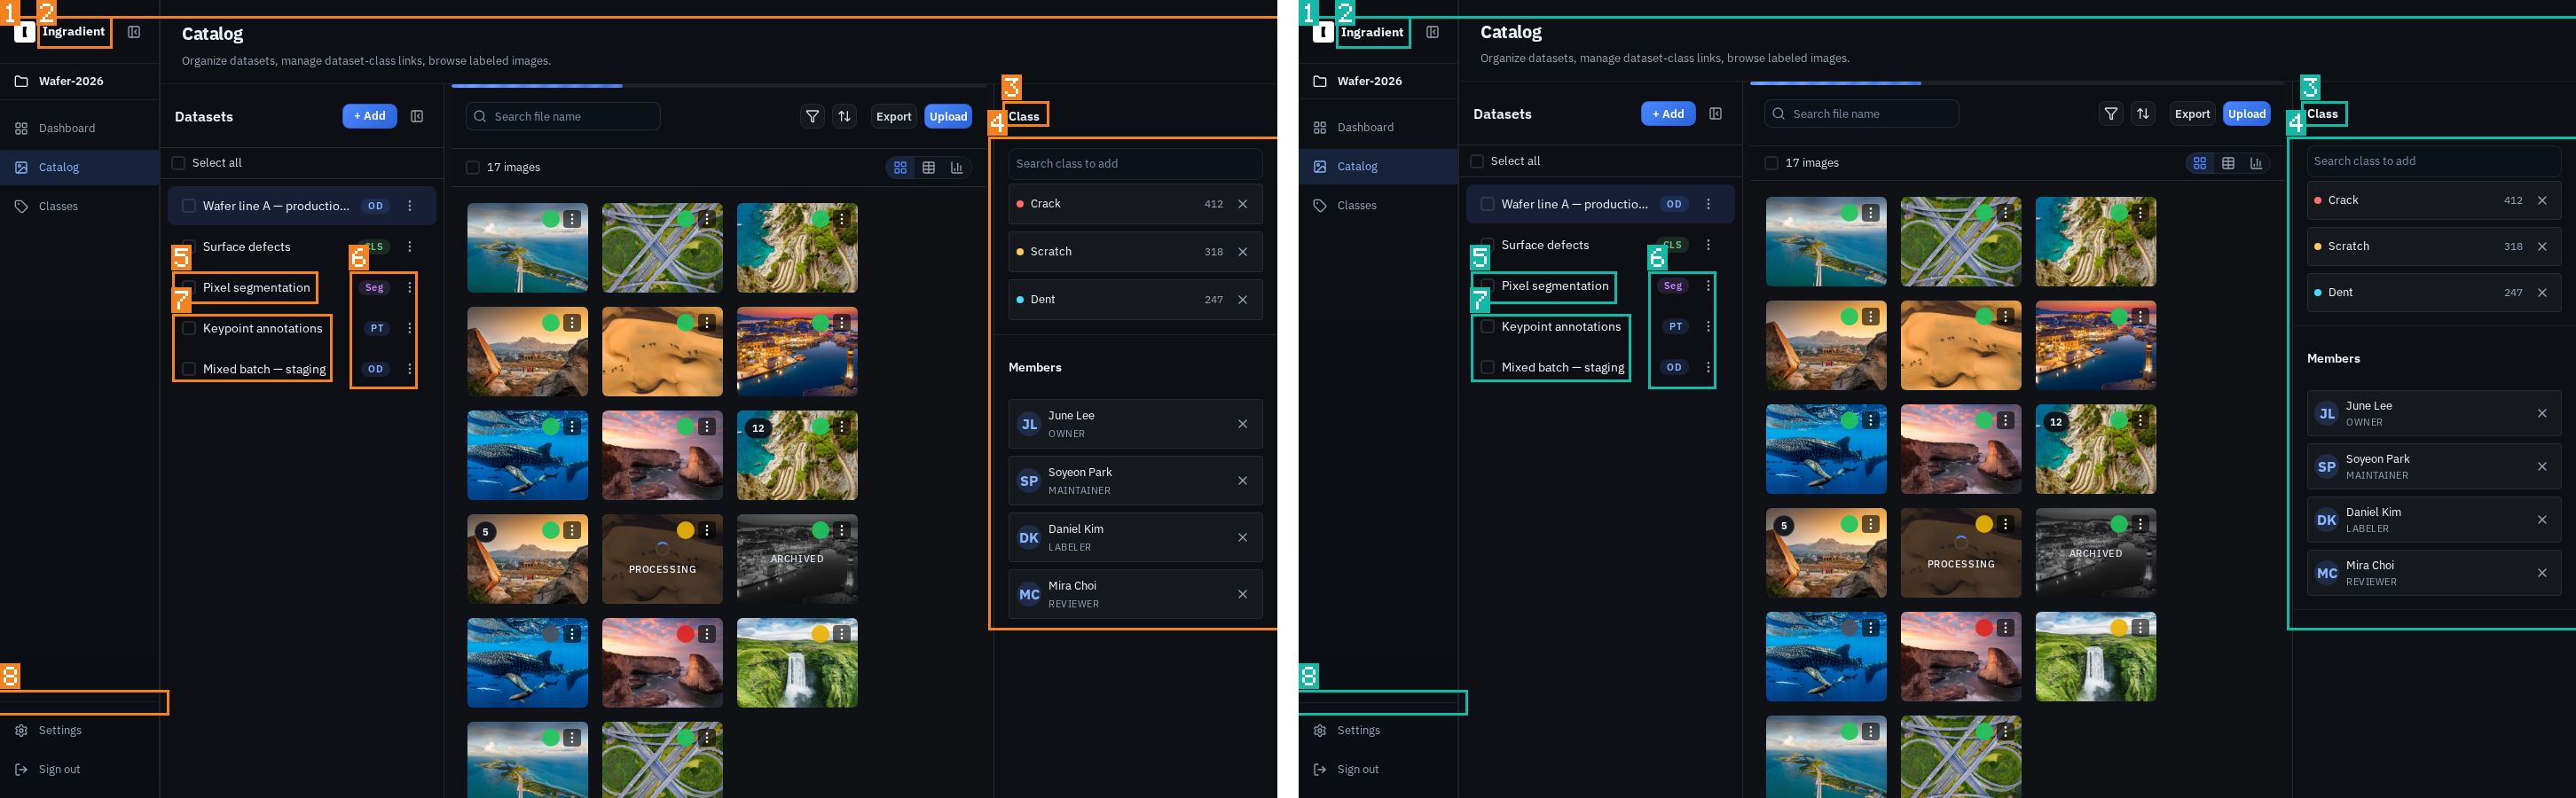 1 2
Ingradient
Catalog
Organize datasets, manage dataset-class links, browse labeled images.
Wafer-2026
Dashboard
Catalog
Classes
Datasets
+ Add
Select all
Wafer line A — productio... OD
Surface defects CLS
5 6
Pixel segmentation Seg
7
Keypoint annotations PT
Mixed batch — staging OD
8
Settings
Sign out
Search file name
Export
Upload
17 images
12
5
PROCESSING
ARCHIVED
3
Class
4
Search class to add
Crack 412
Scratch 318
Dent 247
Members
JL June Lee
OWNER
SP Soyeon Park
MAINTAINER
DK Daniel Kim
LABELER
MC Mira Choi
REVIEWER
1 2
Ingradient
Catalog
Organize datasets, manage dataset-class links, browse labeled images.
Wafer-2026
Dashboard
Catalog
Classes
Datasets
+ Add
Select all
Wafer line A — productio... OD
Surface defects CLS
5 6
Pixel segmentation Seg
7
Keypoint annotations PT
Mixed batch — staging OD
8
Settings
Sign out
Search file name
Export
Upload
17 images
12
5
PROCESSING
ARCHIVED
3
Class
4
Search class to add
Crack 412
Scratch 318
Dent 247
Members
JL June Lee
OWNER
SP Soyeon Park
MAINTAINER
DK Daniel Kim
LABELER
MC Mira Choi
REVIEWER